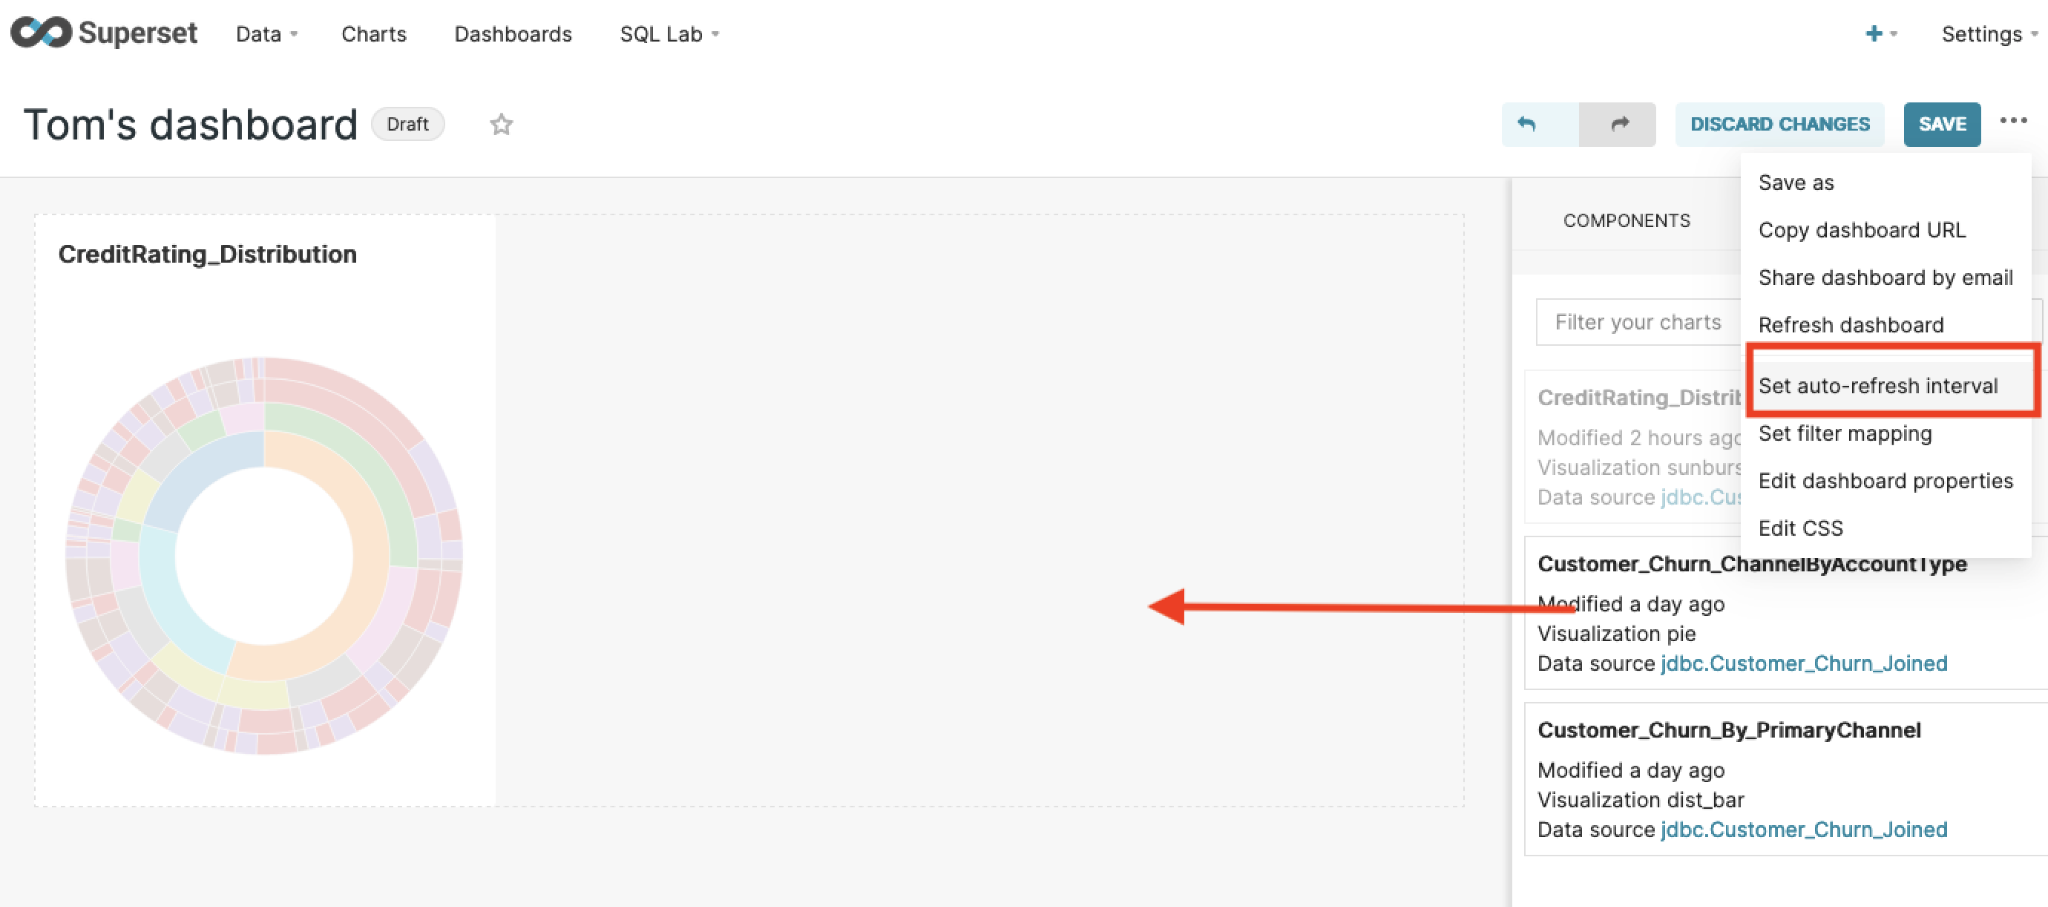 Superset Data Charts Dashboards SQL Lab + Settings
Tom's dashboard Draft DISCARD CHANGES SAVE
Save as
Copy dashboard URL
Share dashboard by email
Refresh dashboard
Set auto-refresh interval
Set filter mapping
Edit dashboard properties
Edit CSS
CreditRating_Distribution
COMPONENTS
Filter your charts
CreditRating_Distrib
Modified 2 hours ago
Visualization sunburs
Data source jdbc.Cus
Customer_Churn_ChannelByAccountType
Modified a day ago
Visualization pie
Data source jdbc.Customer_Churn_Joined
Customer_Churn_By_PrimaryChannel
Modified a day ago
Visualization dist_bar
Data source jdbc.Customer_Churn_Joined